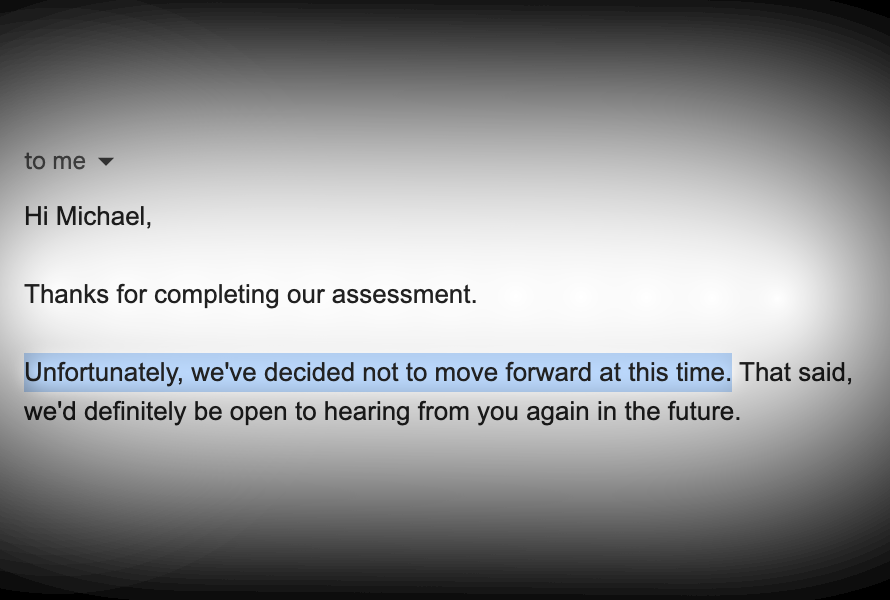 to me
Hi Michael,
Thanks for completing our assessment.
Unfortunately, we've decided not to move forward at this time. That said,
we'd definitely be open to hearing from you again in the future.